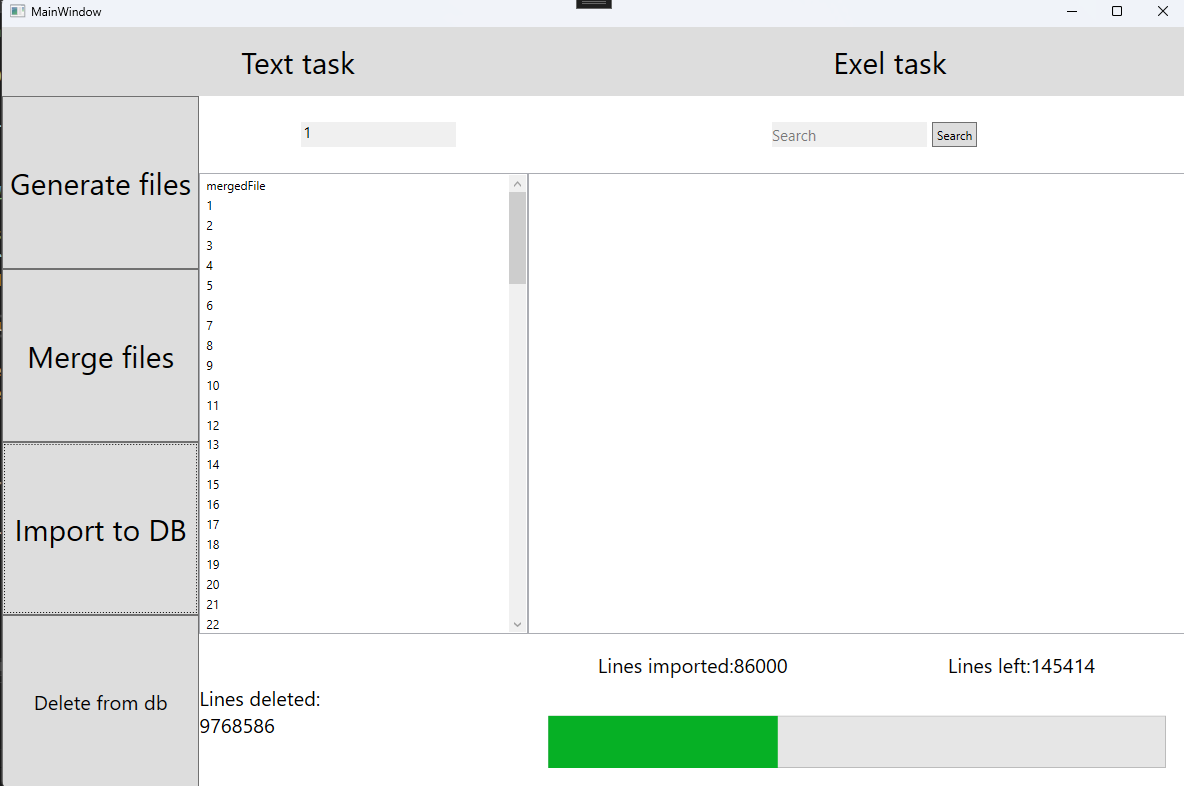 MainWindow
Text task
Exel task
Generate files
Merge files
Import to DB
Delete from db
1
Search
Search
mergedFile
1
2
3
4
5
6
7
8
9
10
11
12
13
14
15
16
17
18
19
20
21
22
Lines imported:86000
Lines left:145414
Lines deleted:
9768586